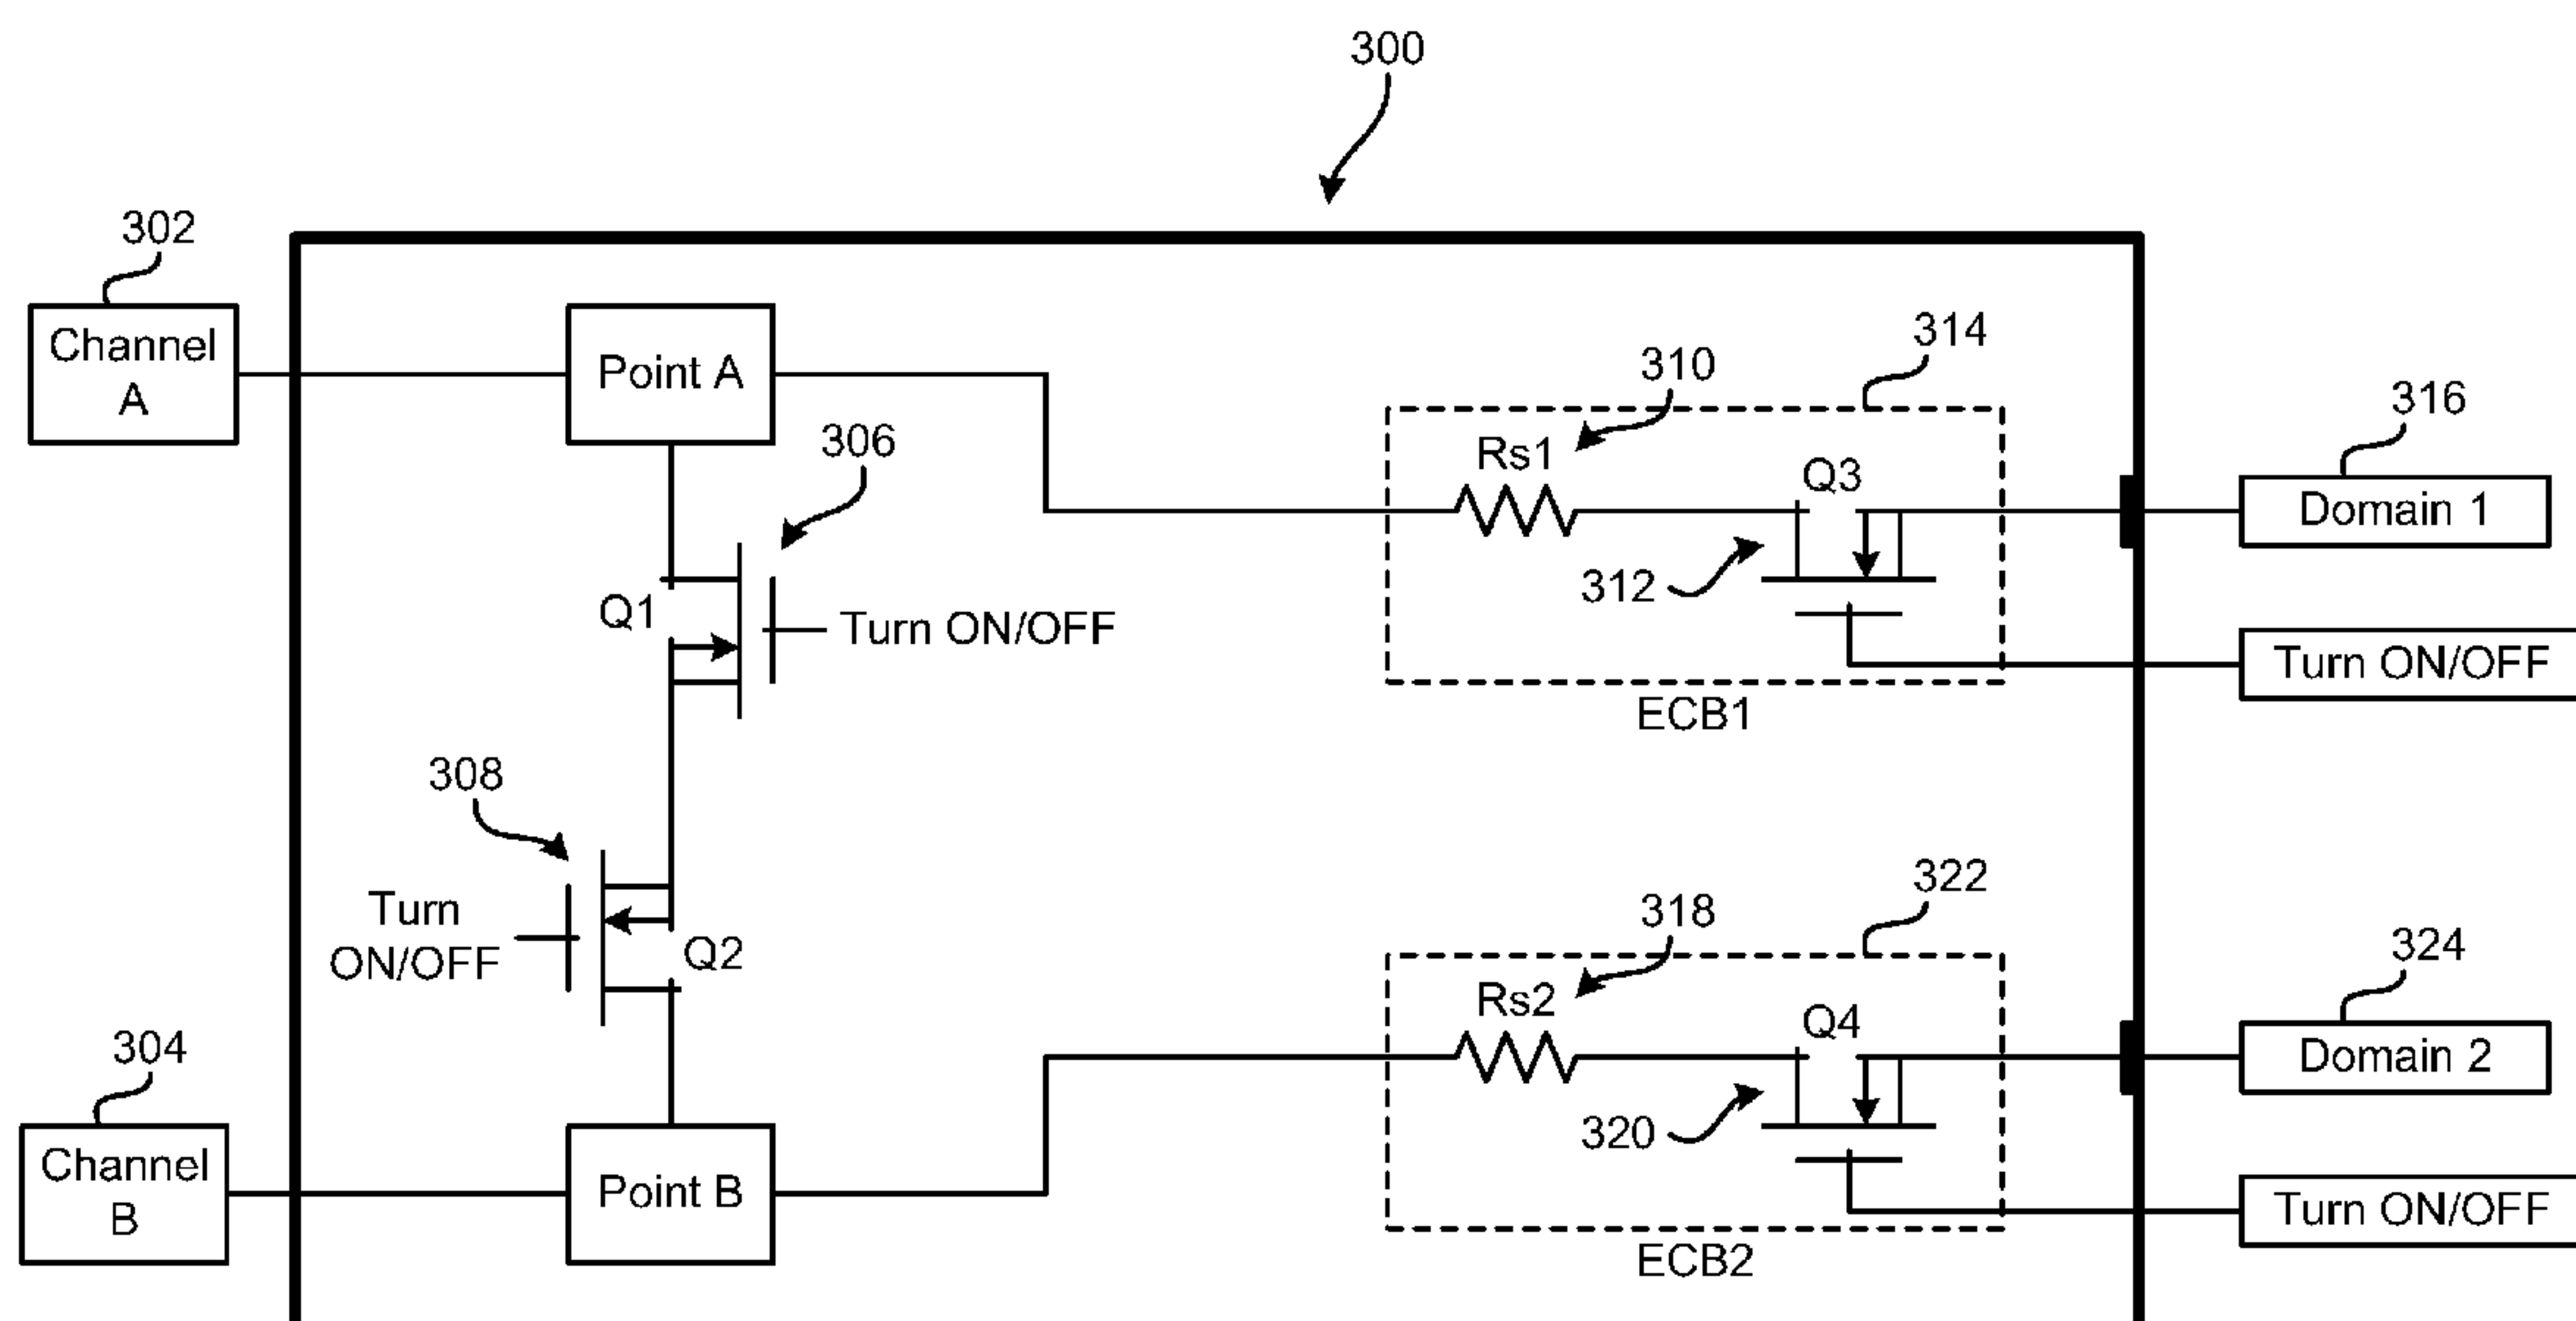 300
302
Channel
A
Point A
306
Q1
Turn ON/OFF
310
Rs1
314
Q3
312
ECB1
316
Domain 1
Turn ON/OFF
308
Turn
ON/OFF
Q2
304
Channel
B
Point B
318
Rs2
322
Q4
320
ECB2
324
Domain 2
Turn ON/OFF